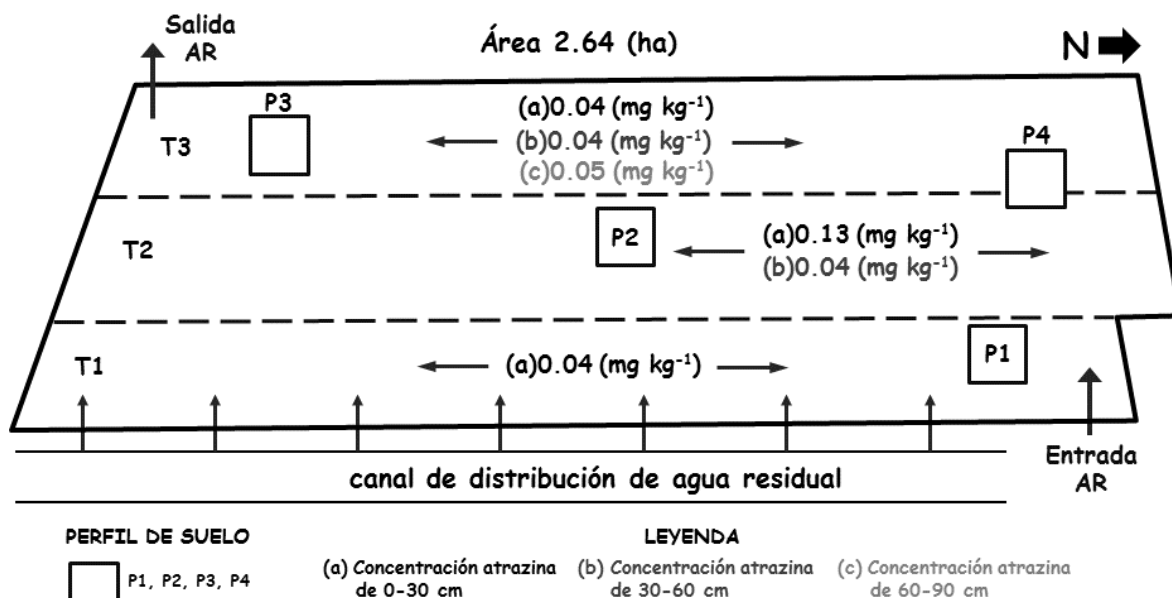 Salida
AR
Área 2.64 (ha)
N
P3
(a)0.04 (mg kg⁻¹)
P4
T3
(b)0.04 (mg kg⁻¹)
(c)0.05 (mg kg⁻¹)
P2
(a)0.13 (mg kg⁻¹)
T2
(b)0.04 (mg kg⁻¹)
P1
T1
(a)0.04 (mg kg⁻¹)
Entrada
AR
canal de distribución de agua residual
PERFIL DE SUELO
P1, P2, P3, P4
LEYENDA
(a) Concentración atrazina
de 0-30 cm
(b) Concentración atrazina
de 30-60 cm
(c) Concentración atrazina
de 60-90 cm